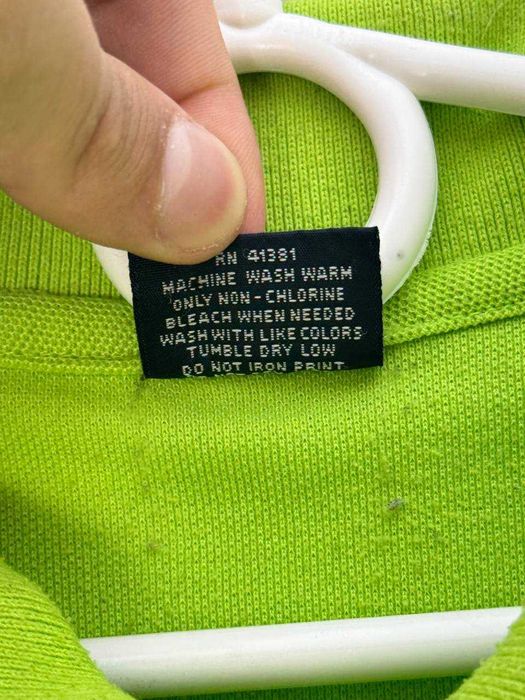 RN 41381
MACHINE WASH WARM
ONLY NON-CHLORINE
BLEACH WHEN NEEDED
WASH WITH LIKE COLORS
TUMBLE DRY LOW
DO NOT IRON PRINT